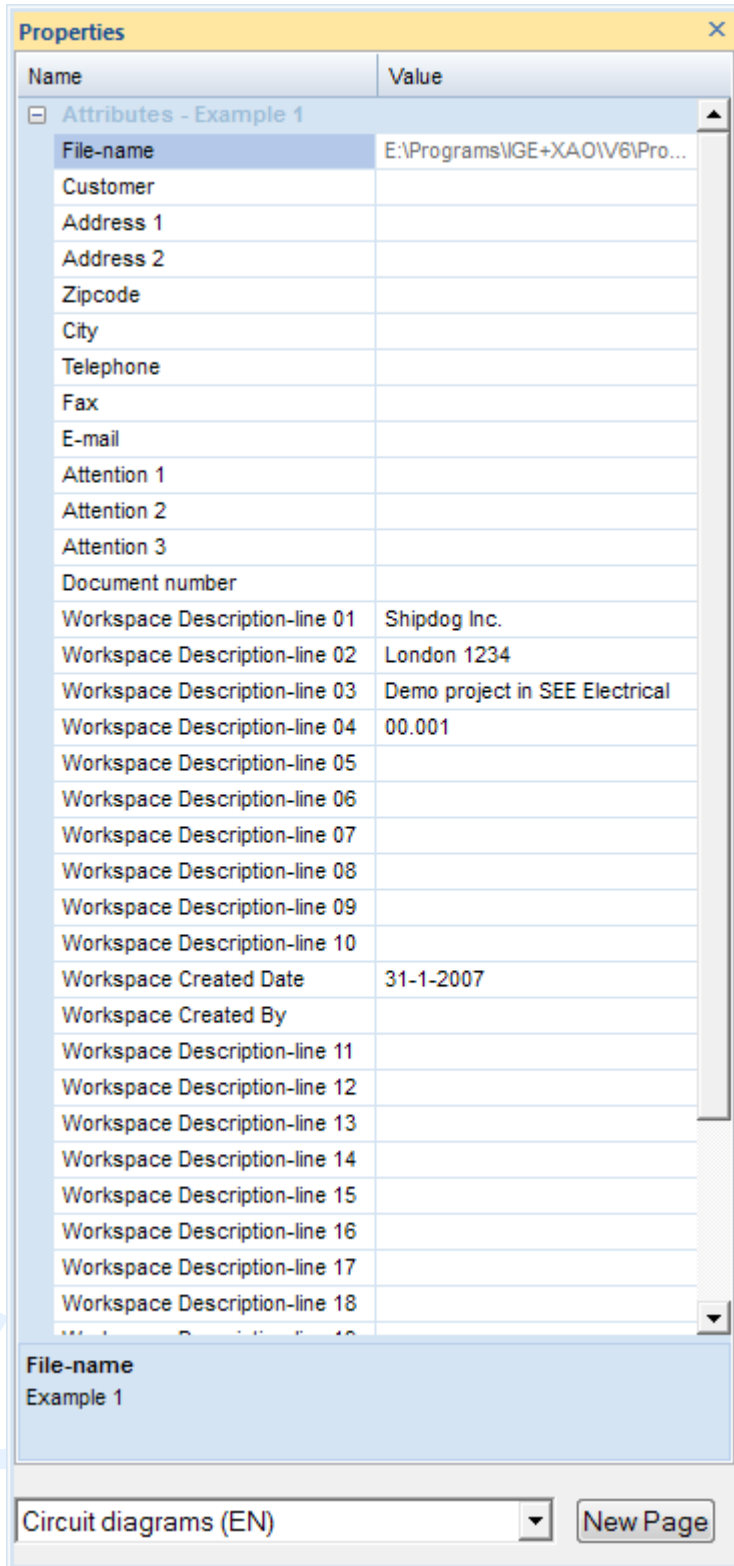 Properties
Name Value
Attributes - Example 1
File-name E:\Programs\IGE+XAO\V6\Pro...
Customer
Address 1
Address 2
Zipcode
City
Telephone
Fax
E-mail
Attention 1
Attention 2
Attention 3
Document number
Workspace Description-line 01 Shipdog Inc.
Workspace Description-line 02 London 1234
Workspace Description-line 03 Demo project in SEE Electrical
Workspace Description-line 04 00.001
Workspace Description-line 05
Workspace Description-line 06
Workspace Description-line 07
Workspace Description-line 08
Workspace Description-line 09
Workspace Description-line 10
Workspace Created Date 31-1-2007
Workspace Created By
Workspace Description-line 11
Workspace Description-line 12
Workspace Description-line 13
Workspace Description-line 14
Workspace Description-line 15
Workspace Description-line 16
Workspace Description-line 17
Workspace Description-line 18
File-name
Example 1
Circuit diagrams (EN) New Page